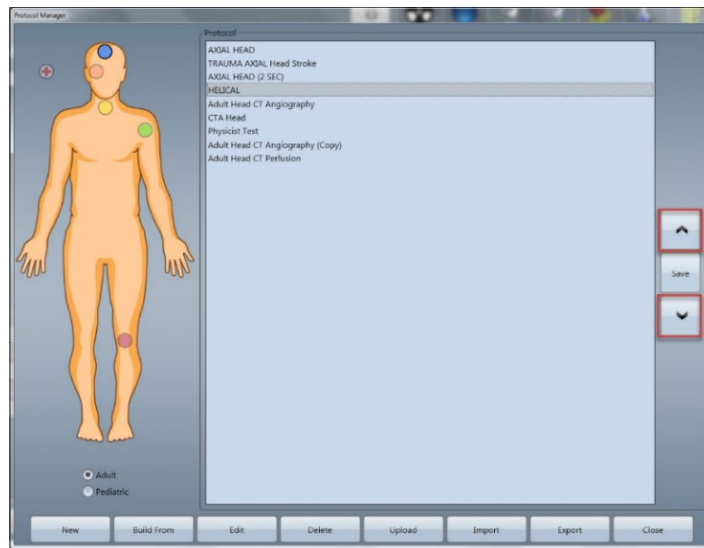 Protocol Manager
Protocol
AXIAL HEAD
TRAUMA AXIAL Head Stroke
AXIAL HEAD (2 SEC)
HELICAL
Adult Head CT Angiography
CTA Head
Physicist Test
Adult Head CT Angiography (Copy)
Adult Head CT Perfusion
Save
Adult
Pediatric
New
Build From
Edit
Delete
Upload
Import
Export
Close